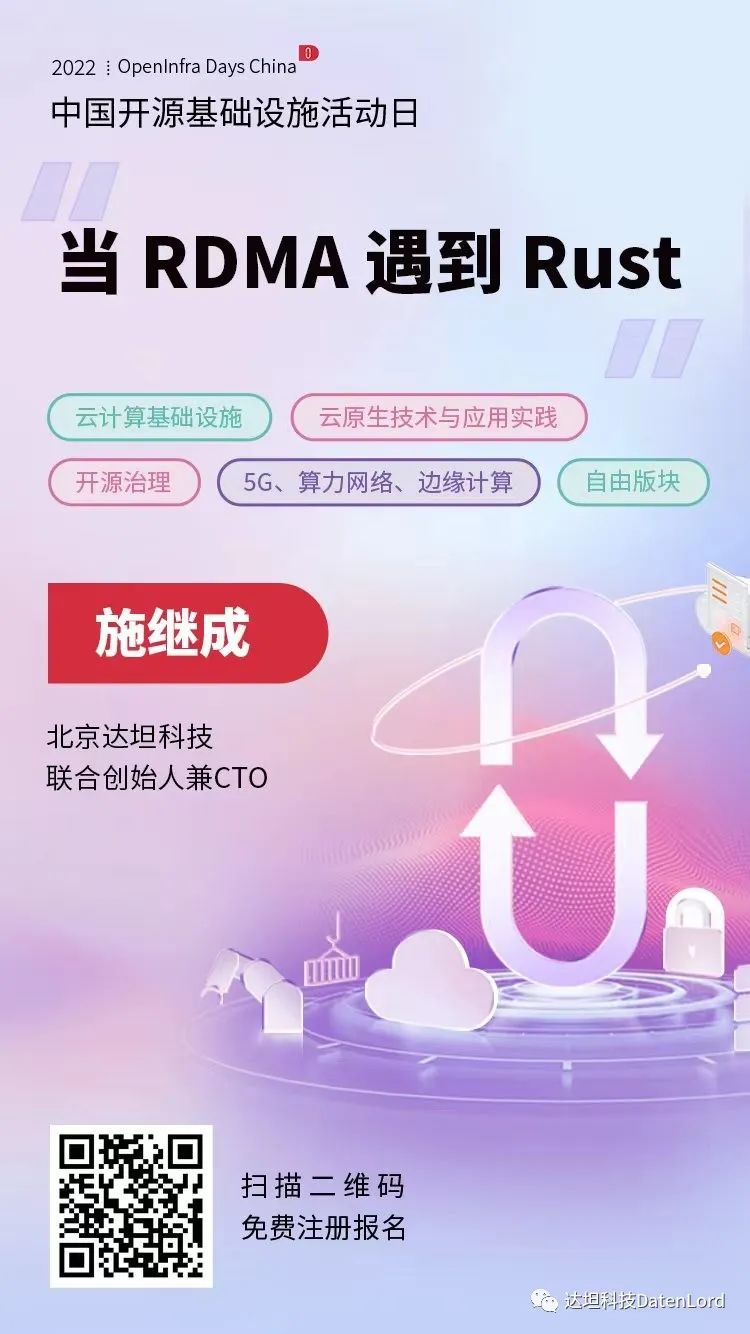 2022 OpenInfra Days China
中国开源基础设施活动日
当 RDMA 遇到 Rust
云计算基础设施 云原生技术与应用实践
开源治理 5G、算力网络、边缘计算 自由版块
施继成
北京达坦科技
联合创始人兼CTO
扫描二维码
免费注册报名
达坦科技DatenLord